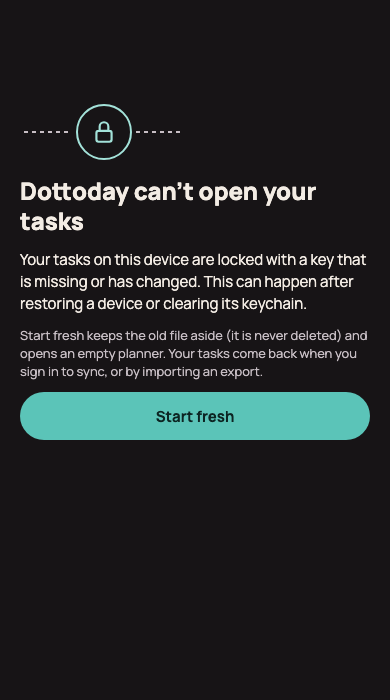 Dottoday can’t open your
tasks
Your tasks on this device are locked with a key that
is missing or has changed. This can happen after
restoring a device or clearing its keychain.
Start fresh keeps the old file aside (it is never deleted) and
opens an empty planner. Your tasks come back when you
sign in to sync, or by importing an export.
Start fresh